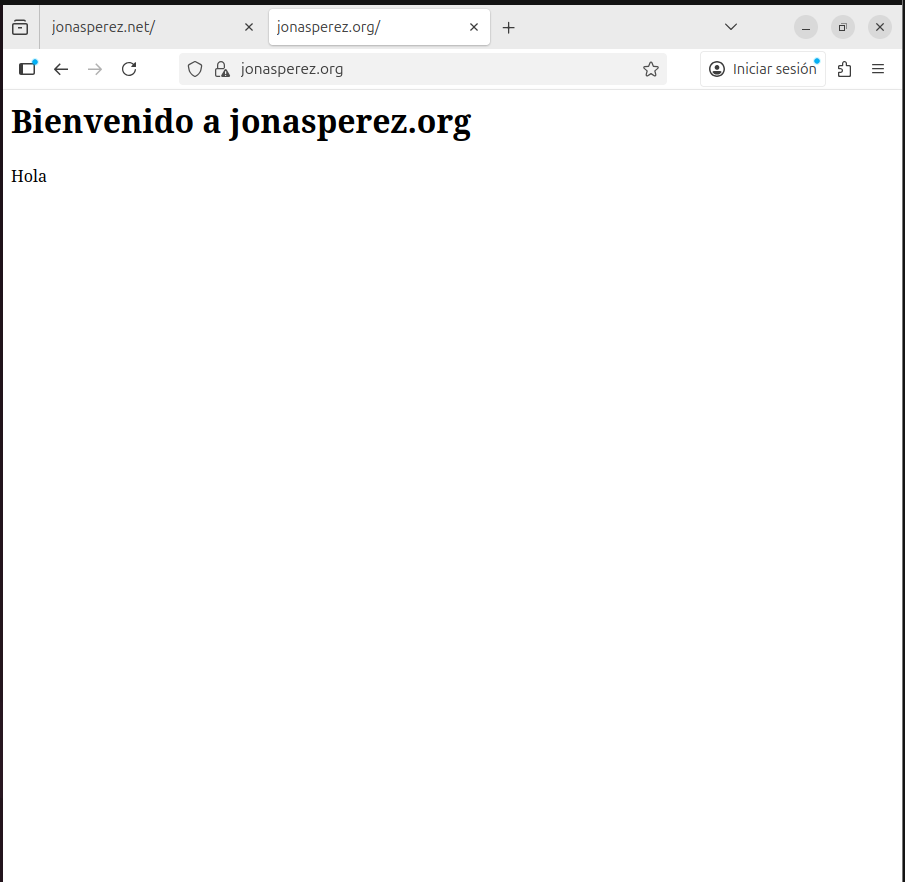 jonasperez.net/
jonasperez.org/
jonasperez.org
Iniciar sesión
Bienvenido a jonasperez.org
Hola